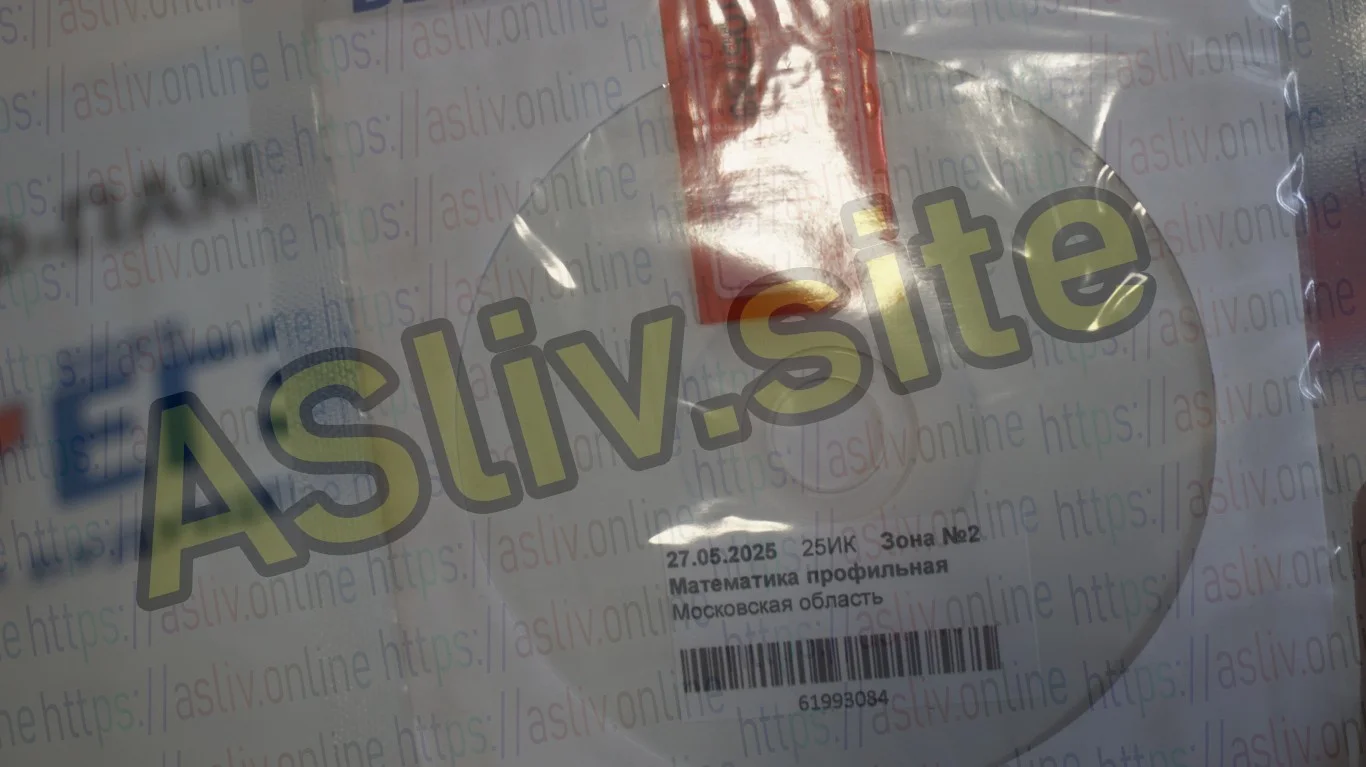 ASliv.site
27.05.2025 25ИК Зона №2
Математика профильная
Московская область
61993084
https://asliv.online